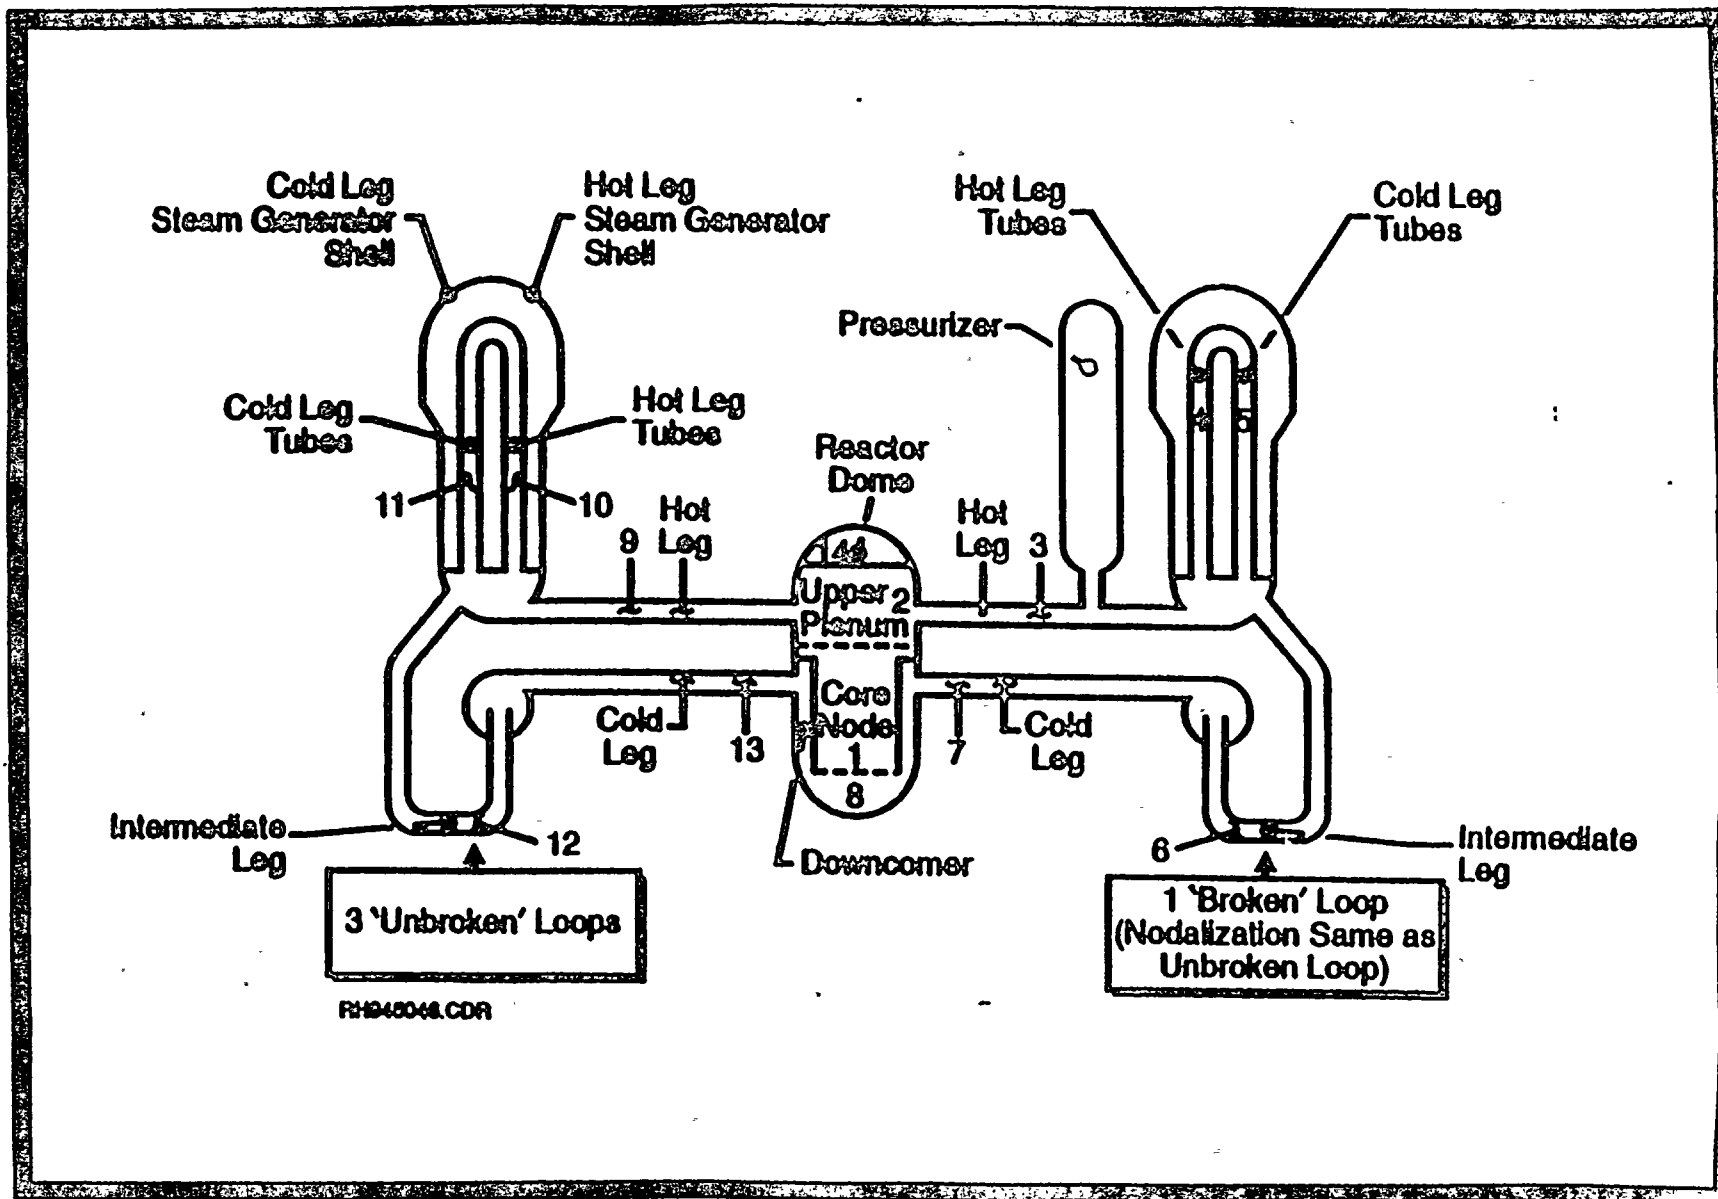 Cold Leg
Steam Generator
Shell
Hot Leg
Steam Generator
Shell
Hot Leg
Tubes
Cold Leg
Tubes
Pressurizer
Cold Leg
Tubes
Hot Leg
Tubes
4
5
Reactor
Dome
11
10
9
Hot
Leg
Hot
Leg
3
14
Upper
Plenum
2
Core
Node
1
8
Cold
Leg
13
7
Cold
Leg
Intermediate
Leg
12
Downcomer
6
Intermediate
Leg
3 'Unbroken' Loops
1 'Broken' Loop
(Nodalization Same as
Unbroken Loop)